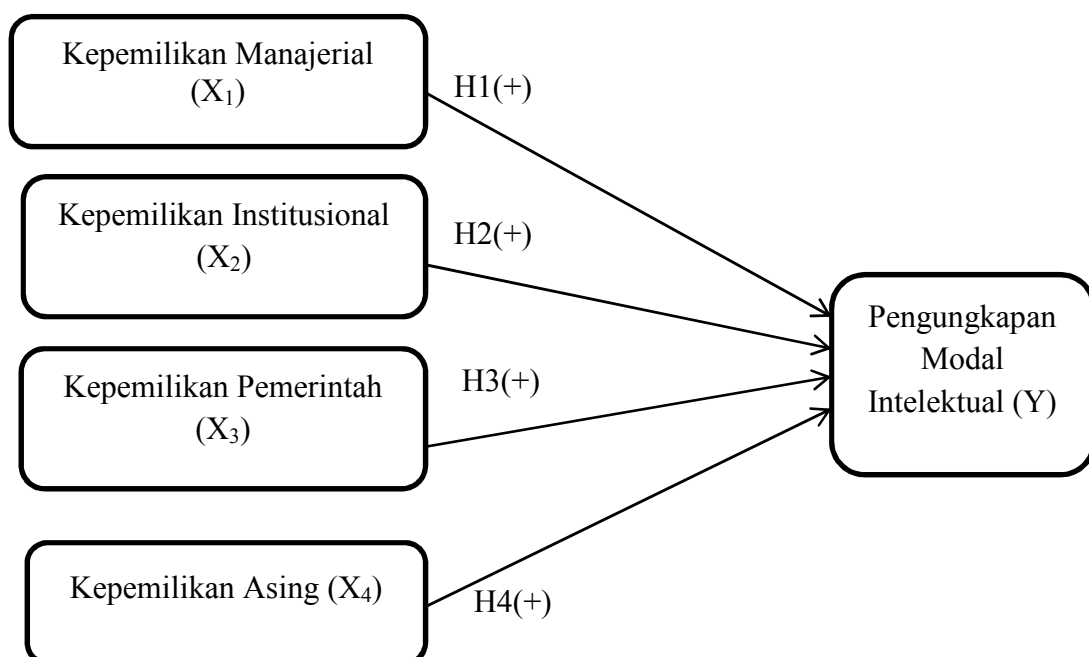 Kepemilikan Manajerial
(X₁)
H1(+)
Kepemilikan Institusional
(X₂)
H2(+)
Kepemilikan Pemerintah
(X₃)
H3(+)
Kepemilikan Asing (X₄)
H4(+)
Pengungkapan
Modal
Intelektual (Y)